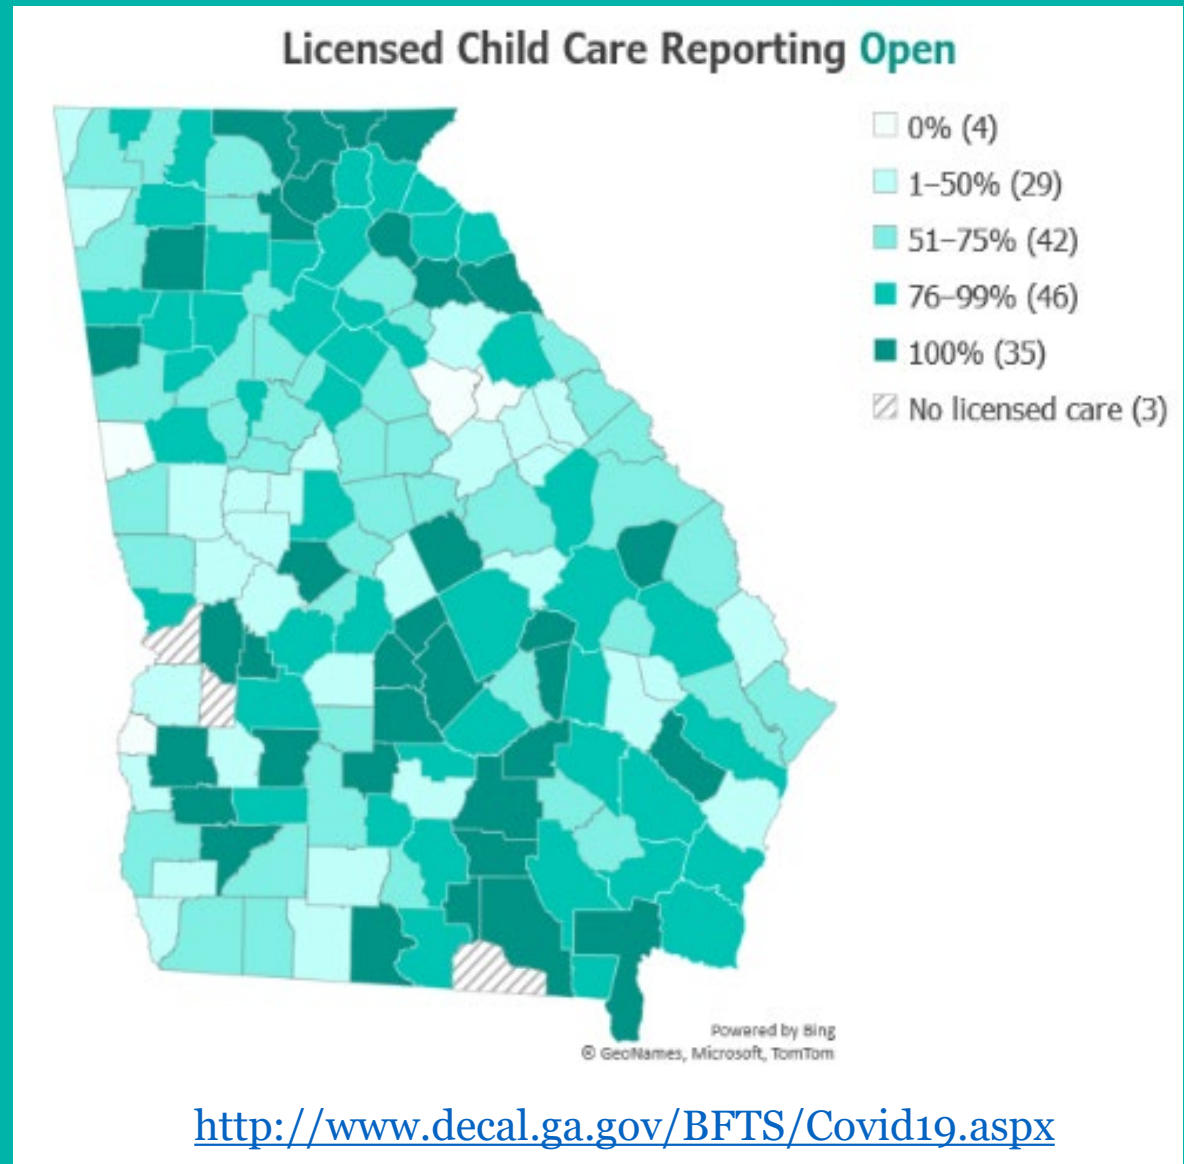 Licensed Child Care Reporting Open
0% (4)
1–50% (29)
51–75% (42)
76–99% (46)
100% (35)
No licensed care (3)
Powered by Bing
© GeoNames, Microsoft, TomTom
http://www.decal.ga.gov/BFTS/Covid19.aspx